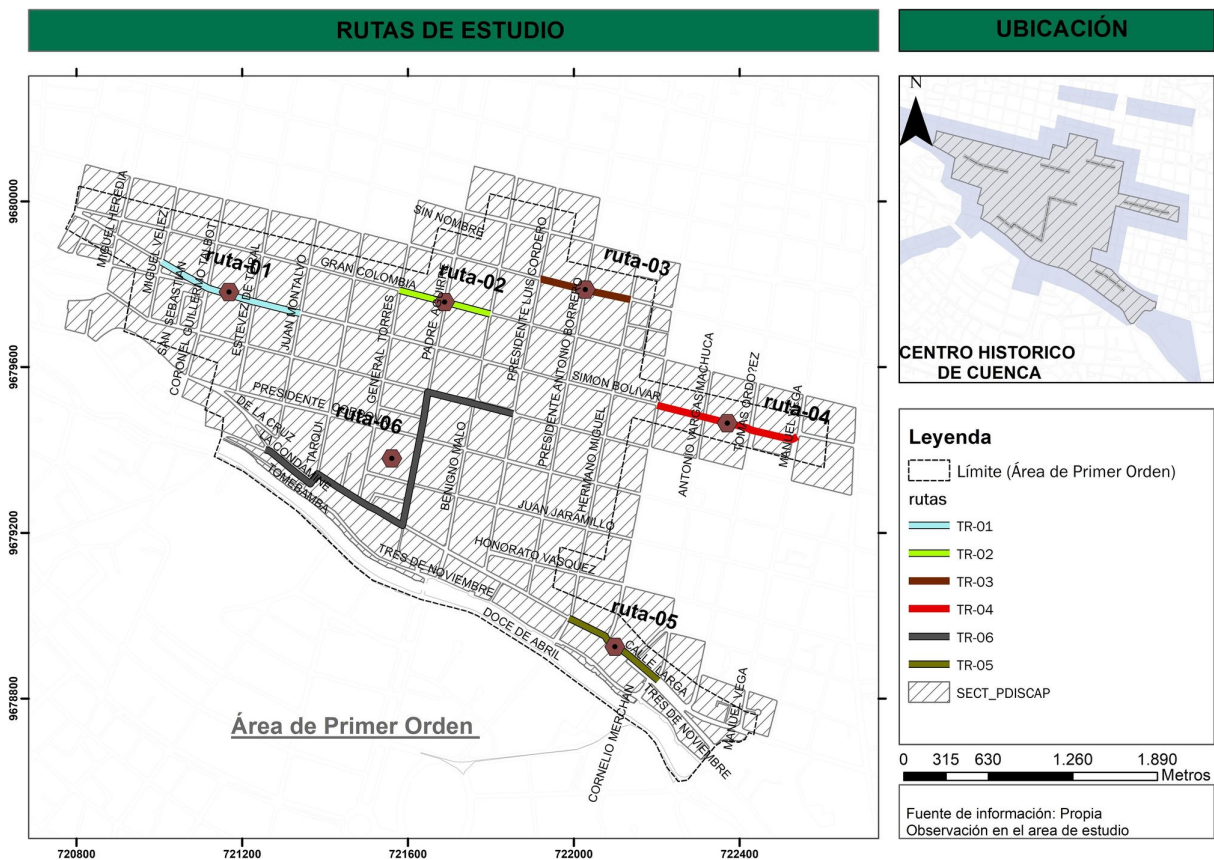 RUTAS DE ESTUDIO
UBICACIÓN
N
CENTRO HISTORICO
DE CUENCA
MIGUEL HEREDIA
MIGUEL VELEZ
SAN SEBASTIAN
CORONEL GUILLERMO TALBOT
ESTEVEZ DE TORAL
JUAN MONTALVO
ruta-01
GRAN COLOMBIA
SIN NOMBRE
GENERAL TORRES
PADRE AGUIRRE
ruta-02
PRESIDENTE LUIS CORDERO
PRESIDENTE ANTONIO BORRERO
ruta-03
SIMON BOLIVAR
HERMANO MIGUEL
ANTONIO VARGASMACHUCA
TOMAS ORDO?EZ
MANUEL VEGA
ruta-04
PRESIDENTE
ruta-06
DE LA CRUZ
LA CONDAMINE
TARQUI
TOMEBAMBA
BENIGNO MALO
JUAN JARAMILLO
HONORATO VASQUEZ
TRES DE NOVIEMBRE
DOCE DE ABRIL
ruta-05
CALLE LARGA
TRES DE NOVIEMBRE
MANUEL VEGA
CORNELIO MERCHAN
Área de Primer Orden
9680000
9679600
9679200
9678800
720800
721200
721600
722000
722400
Leyenda
Límite (Área de Primer Orden)
rutas
TR-01
TR-02
TR-03
TR-04
TR-06
TR-05
SECT_PDISCAP
0 315 630 1.260 1.890
Metros
Fuente de información: Propia
Observación en el area de estudio